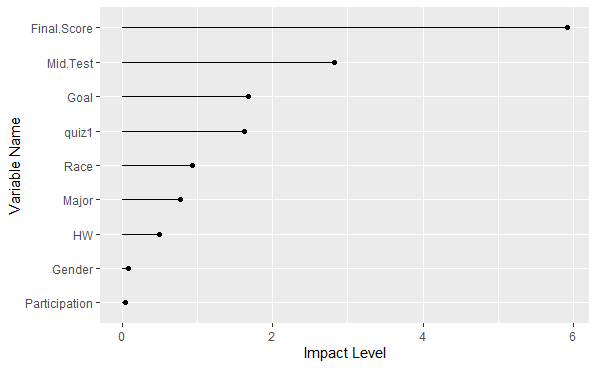 Final.Score
Mid.Test
Goal
quiz1
Race
Major
HW
Gender
Participation
Variable Name
0 2 4 6
Impact Level